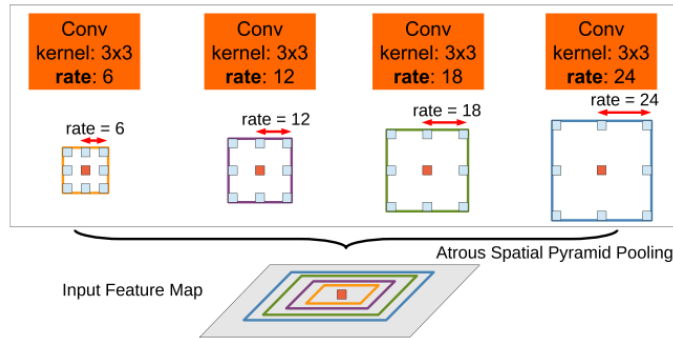 Conv
kernel: 3x3
rate: 6
Conv
kernel: 3x3
rate: 12
Conv
kernel: 3x3
rate: 18
Conv
kernel: 3x3
rate: 24
rate = 6
rate = 12
rate = 18
rate = 24
Atrous Spatial Pyramid Pooling
Input Feature Map